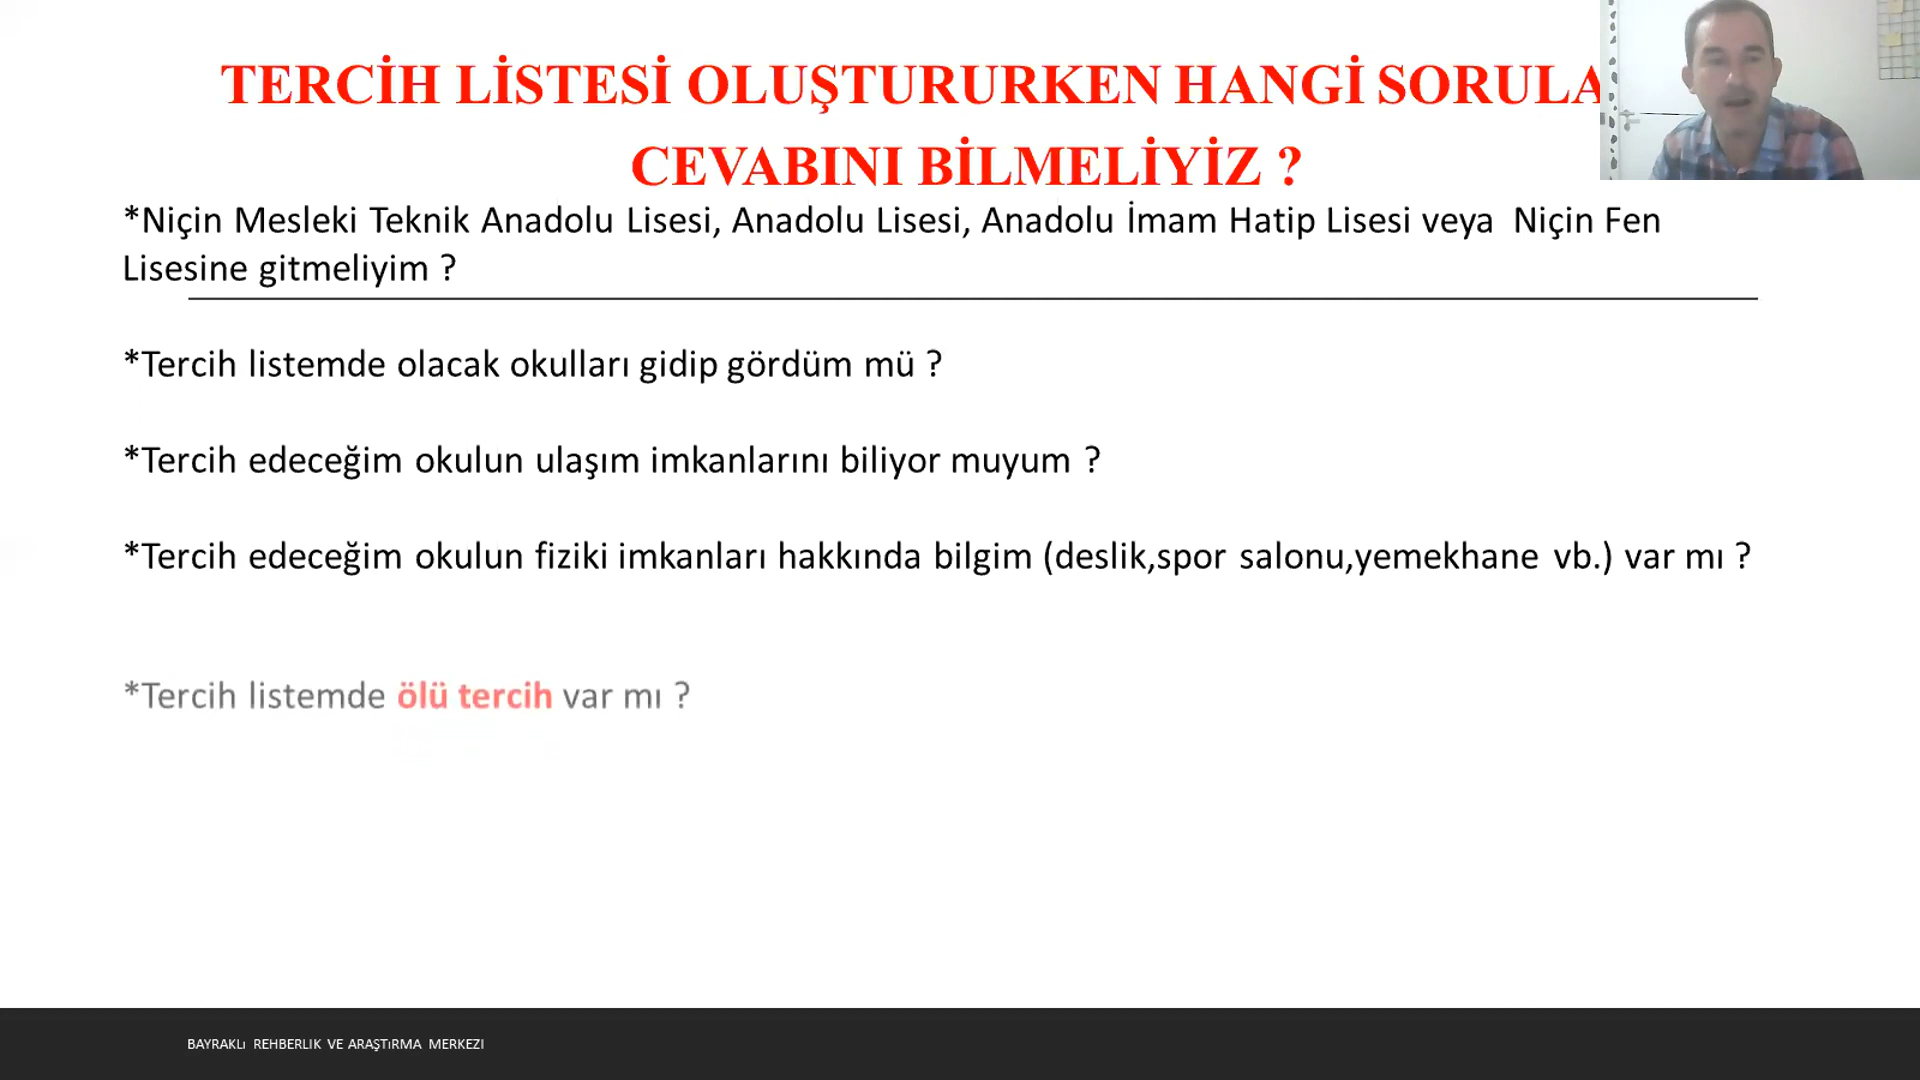 TERCİH LİSTESİ OLUŞTURURKEN HANGİ SORULA
CEVABINI BİLMELİYİZ ?
*Niçin Mesleki Teknik Anadolu Lisesi, Anadolu Lisesi, Anadolu İmam Hatip Lisesi veya Niçin Fen
Lisesine gitmeliyim ?
*Tercih listemde olacak okulları gidip gördüm mü ?
*Tercih edeceğim okulun ulaşım imkanlarını biliyor muyum ?
*Tercih edeceğim okulun fiziki imkanları hakkında bilgim (deslik,spor salonu,yemekhane vb.) var mı ?
*Tercih listemde ölü tercih var mı ?
BAYRAKLı REHBERLIK VE ARAŞTıRMA MERKEZI